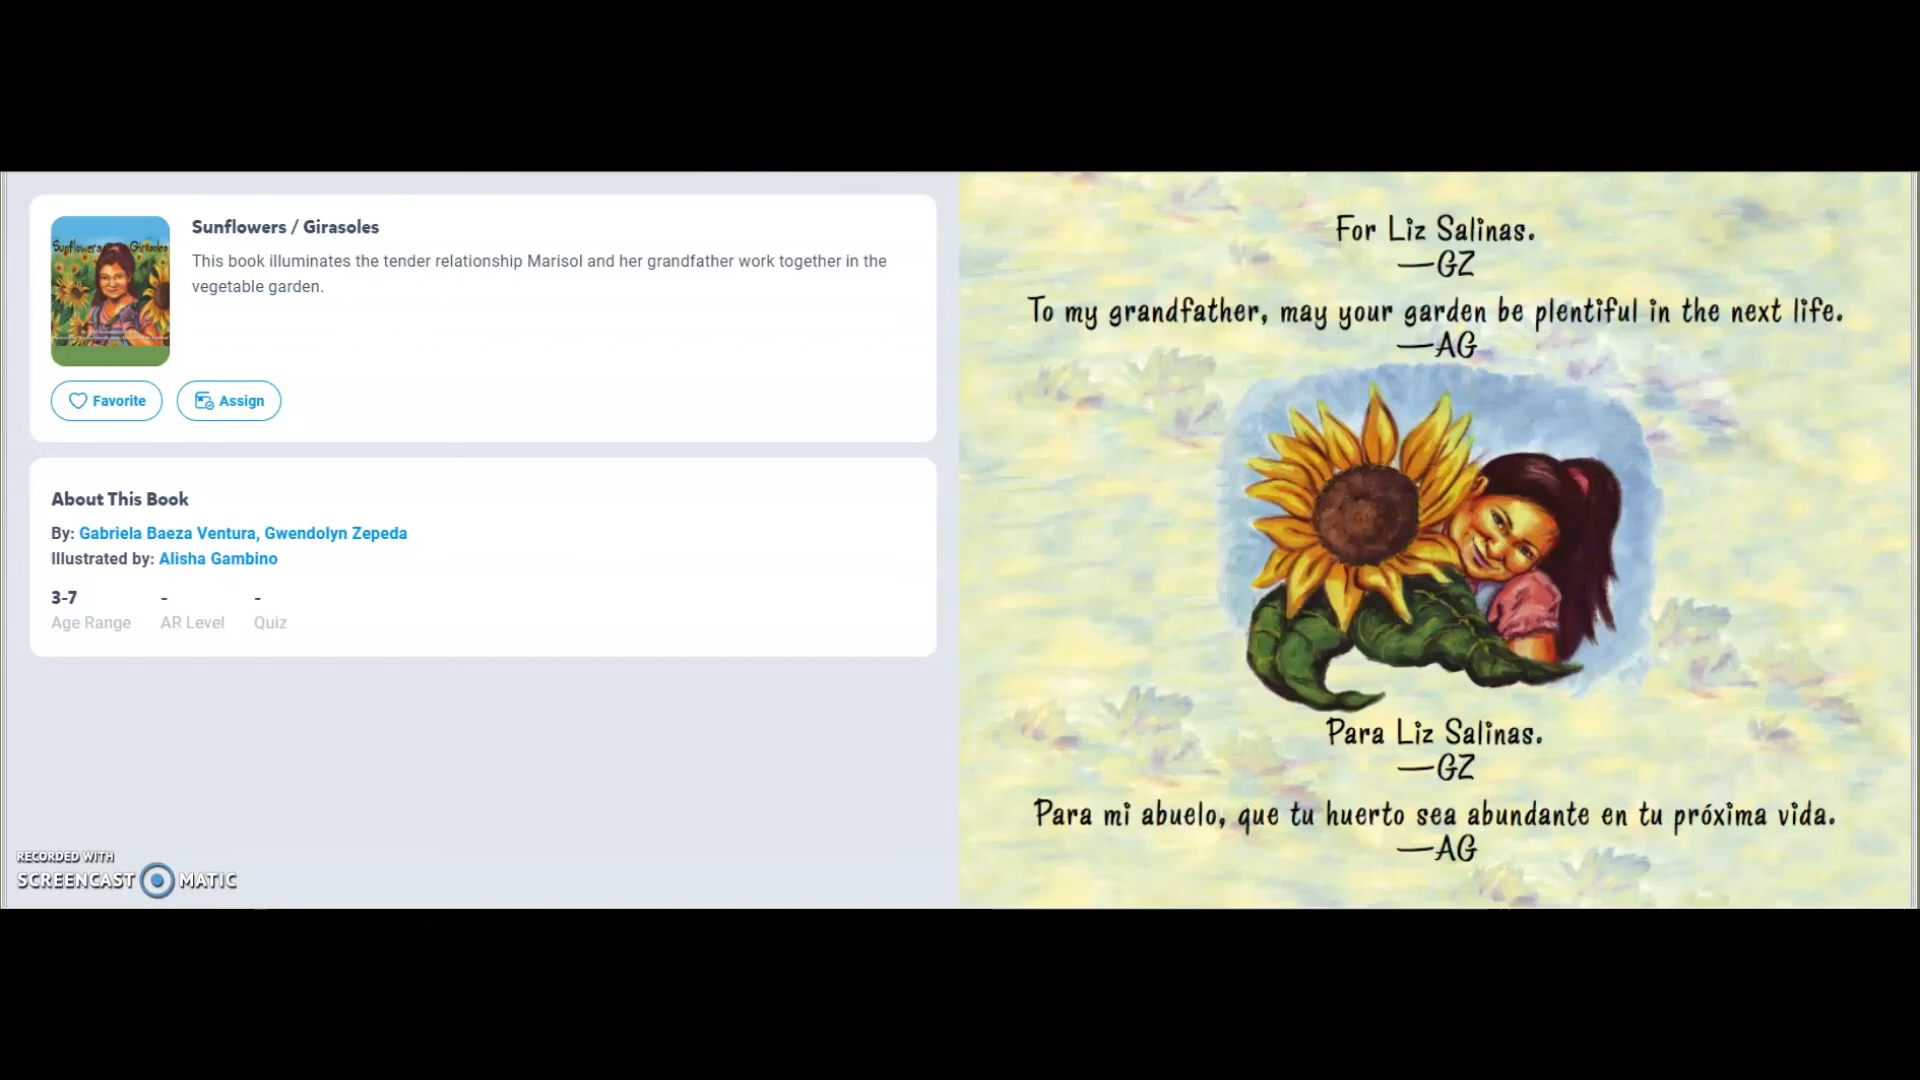 Sunflowers Girasoles
Sunflowers / Girasoles
This book illuminates the tender relationship Marisol and her grandfather work together in the
vegetable garden.
Favorite
Assign
About This Book
By: Gabriela Baeza Ventura, Gwendolyn Zepeda
Illustrated by: Alisha Gambino
3-7 - -
Age Range AR Level Quiz
RECORDED WITH
SCREENCAST MATIC
For Liz Salinas.
—GZ
To my grandfather, may your garden be plentiful in the next life.
—AG
Para Liz Salinas.
—GZ
Para mi abuelo, que tu huerto sea abundante en tu próxima vida.
—AG